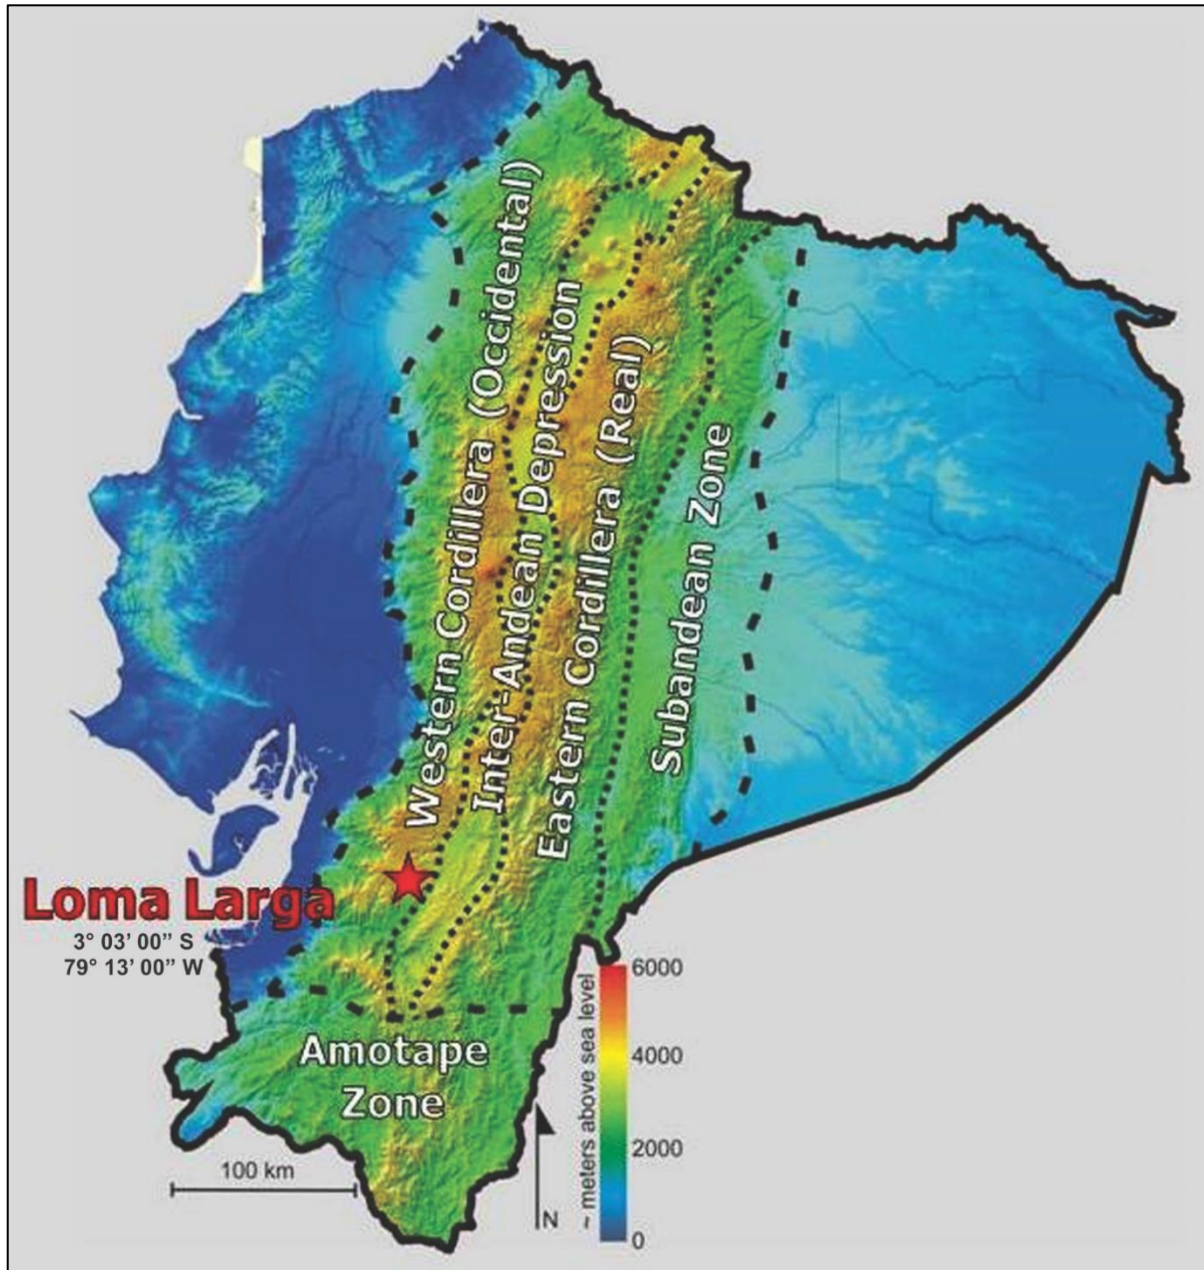 Western Cordillera (Occidental)
Inter-Andean Depression
Eastern Cordillera (Real)
Subandean Zone
Loma Larga
3° 03’ 00” S
79° 13’ 00” W
Amotape
Zone
100 km
N
~ meters above sea level
6000
4000
2000
0